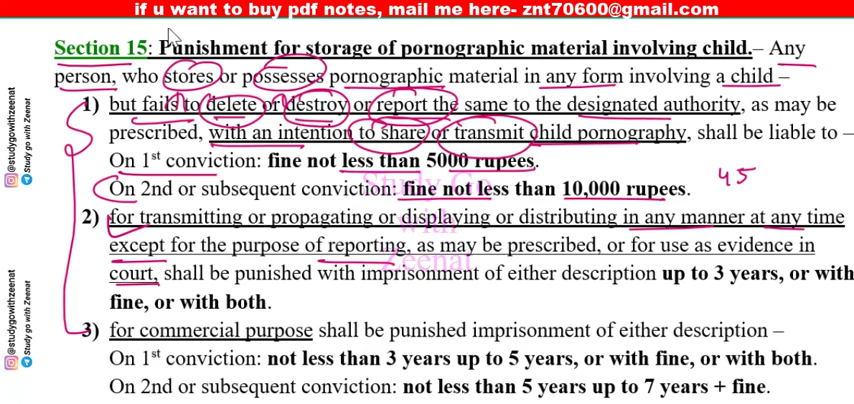 if u want to buy pdf notes, mail me here- znt70600@gmail.com
Section 15: Punishment for storage of pornographic material involving child.– Any
person, who stores or possesses pornographic material in any form involving a child –
1) but fails to delete or destroy or report the same to the designated authority, as may be
prescribed, with an intention to share or transmit child pornography, shall be liable to –
On 1st conviction: fine not less than 5000 rupees.
On 2nd or subsequent conviction: fine not less than 10,000 rupees.
45
2) for transmitting or propagating or displaying or distributing in any manner at any time
except for the purpose of reporting, as may be prescribed, or for use as evidence in
court, shall be punished with imprisonment of either description up to 3 years, or with
fine, or with both.
3) for commercial purpose shall be punished imprisonment of either description –
On 1st conviction: not less than 3 years up to 5 years, or with fine, or with both.
On 2nd or subsequent conviction: not less than 5 years up to 7 years + fine.
Study Go
with
Zeenat
@studygowithzeenat
Study go with Zeenat
@studygowithzeenat
Study go with Zeenat